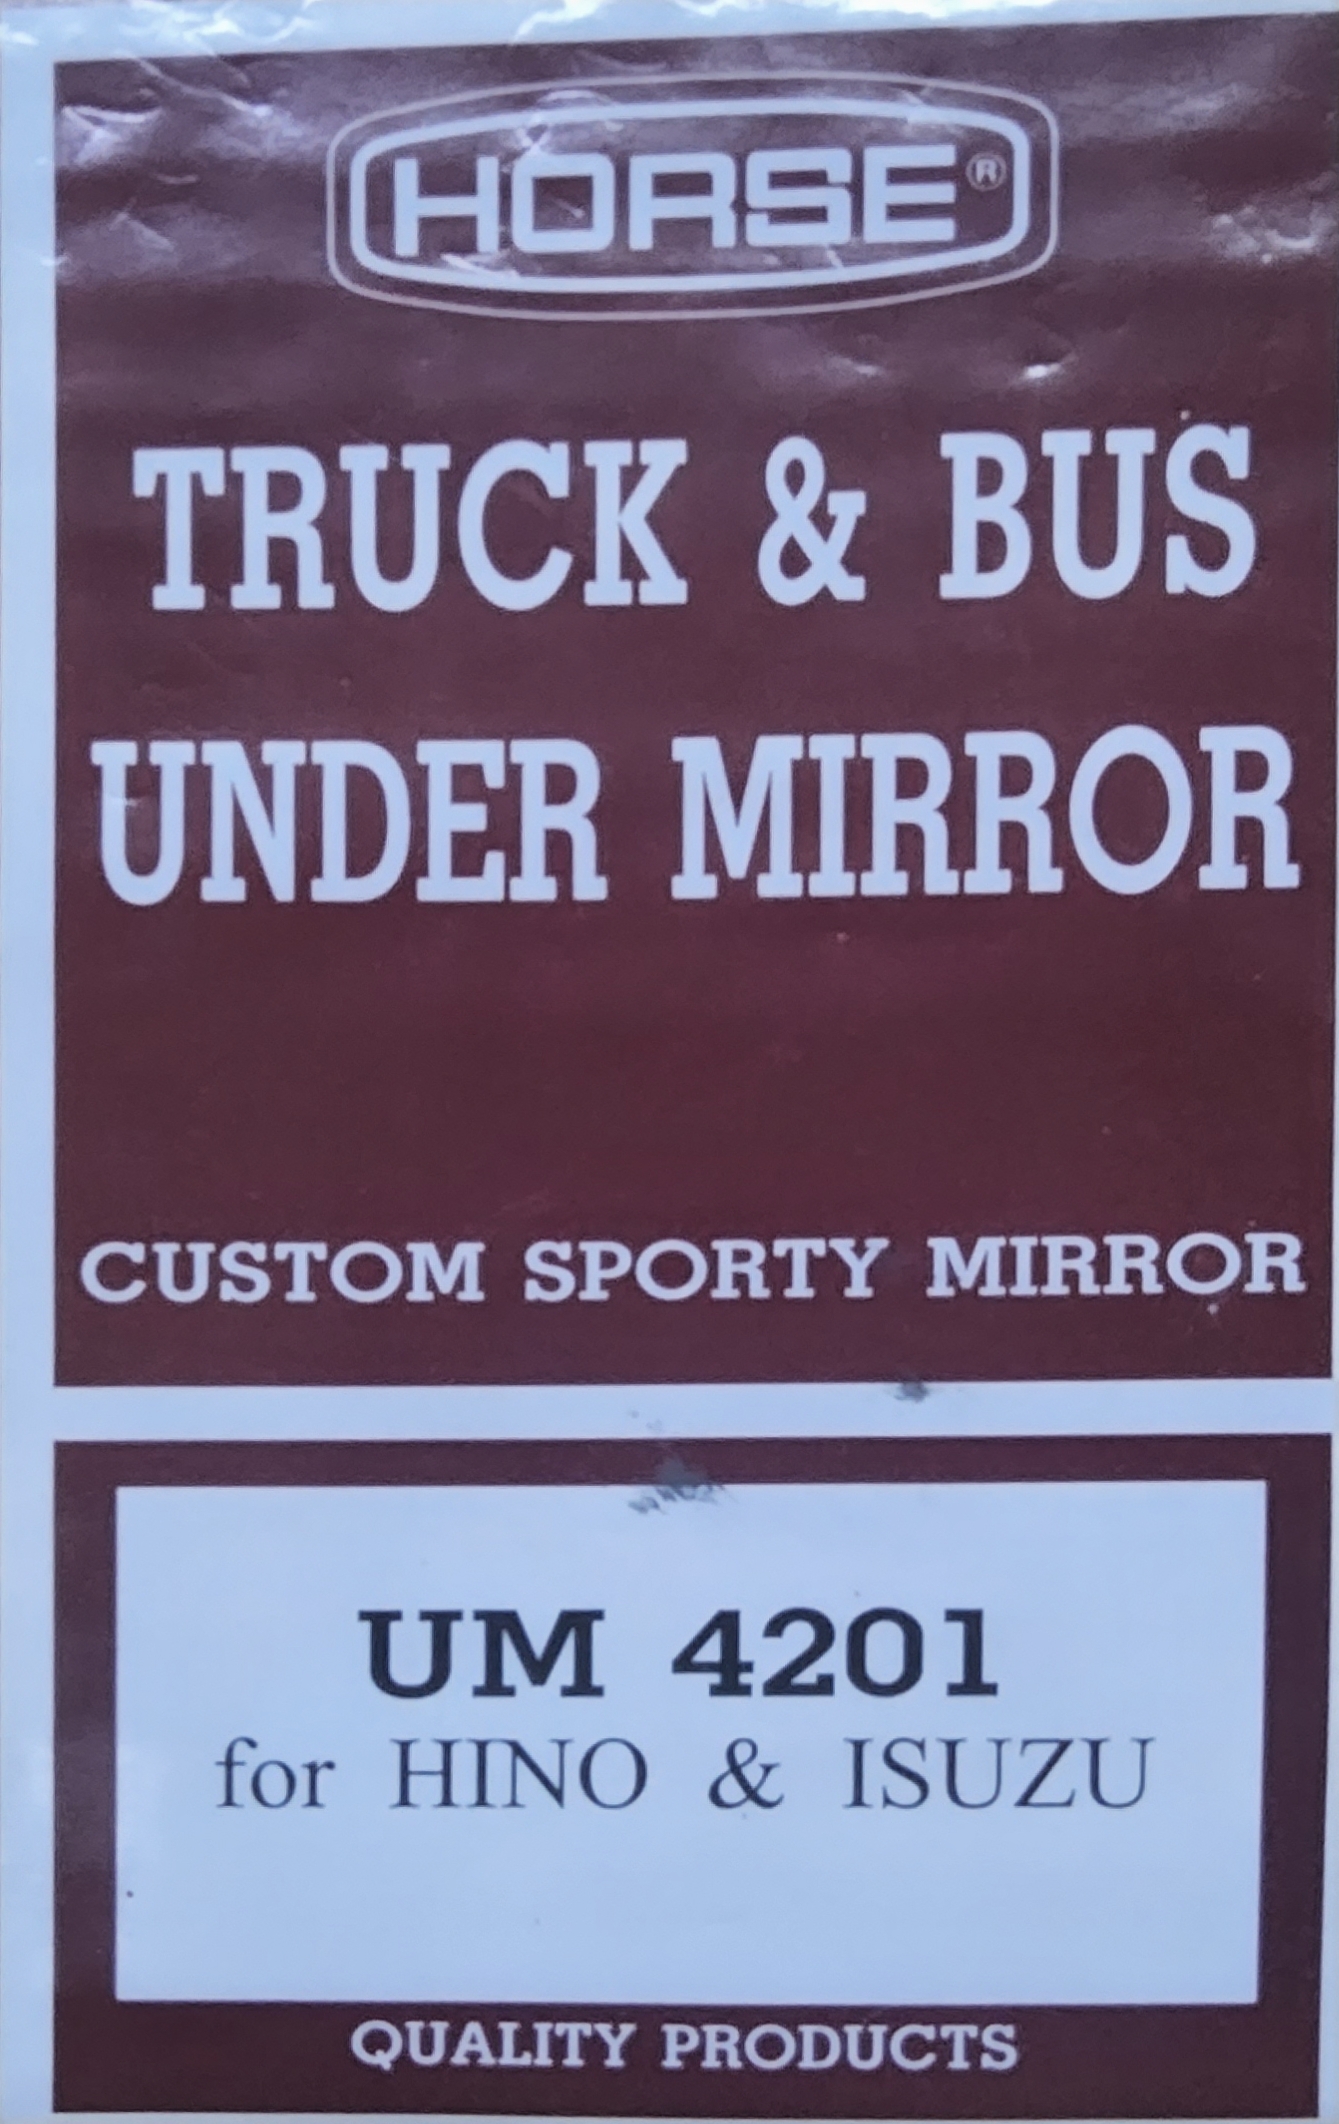 HORSE®
TRUCK & BUS
UNDER MIRROR
CUSTOM SPORTY MIRROR
UM 4201
for HINO & ISUZU
QUALITY PRODUCTS